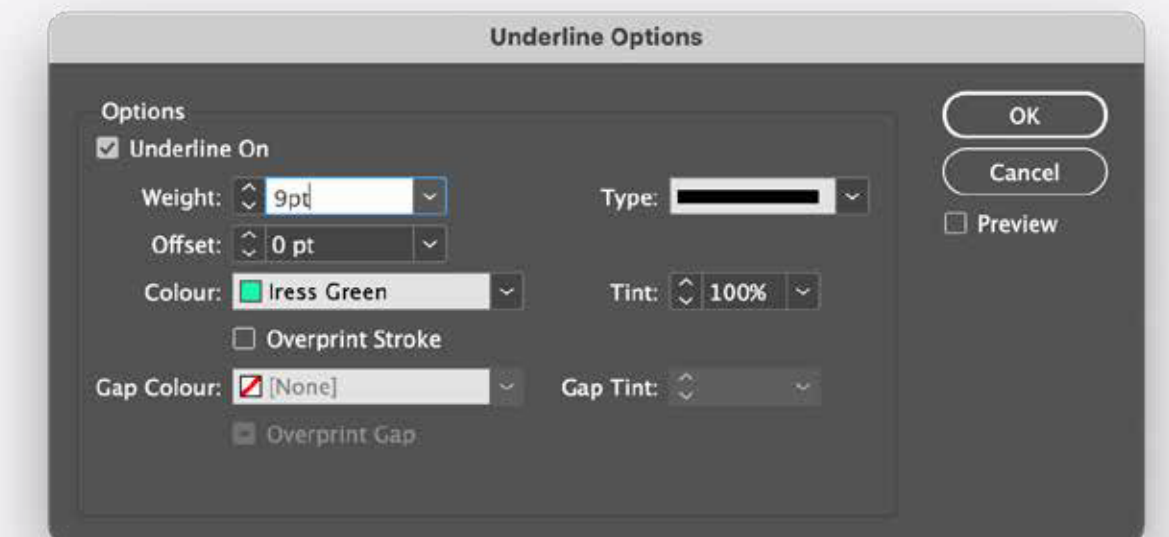 Underline Options
Options
Underline On
OK
Weight: 9pt Type:
Cancel
Offset: 0 pt
Preview
Colour: Iress Green Tint: 100%
Overprint Stroke
Gap Colour: [None] Gap Tint:
Overprint Gap